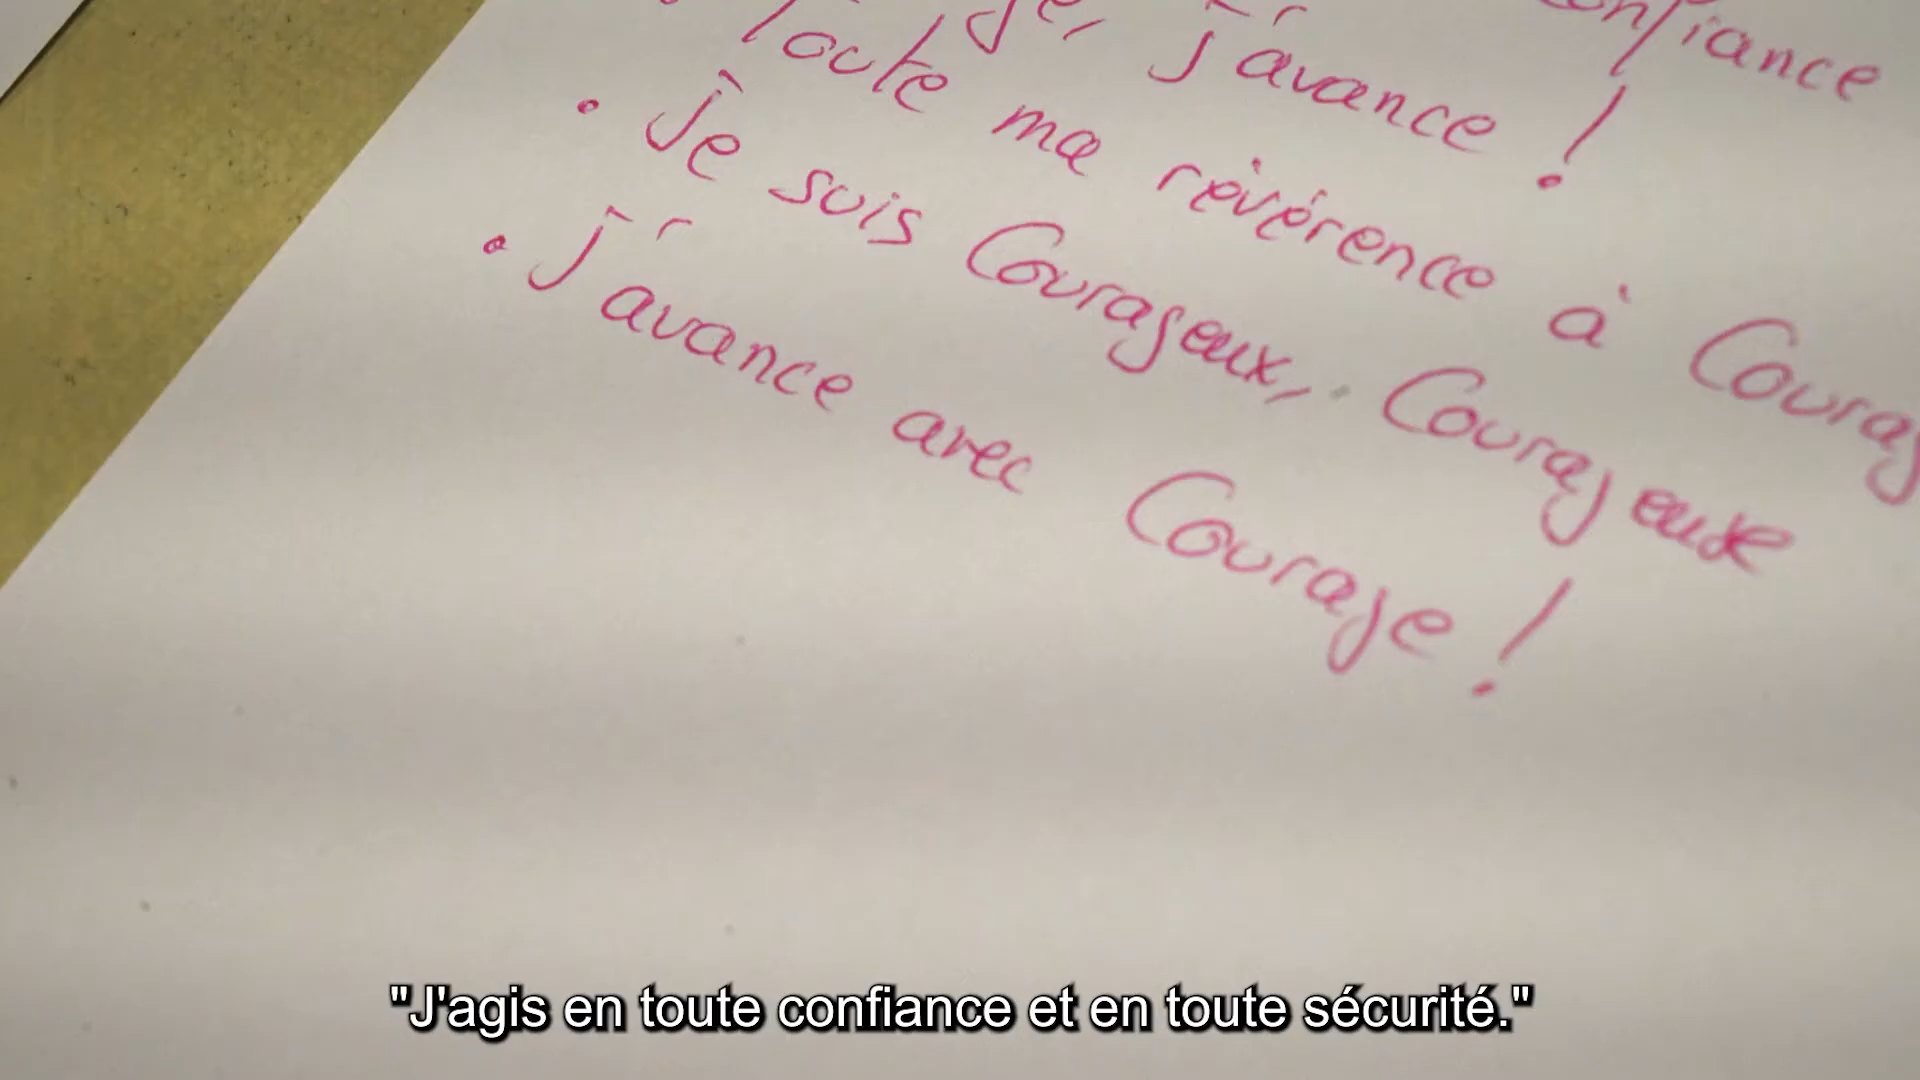 confiance
j'avance !
Toute ma révérence à Courag
• Je suis Courageux, Courageuse
• j'avance avec Courage !
"J'agis en toute confiance et en toute sécurité."